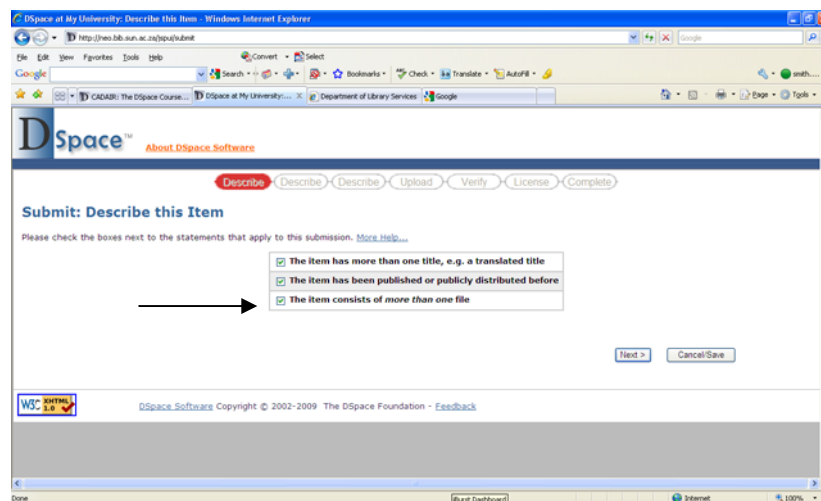 DSpace at My University: Describe this Item - Windows Internet Explorer
http://neo.bib.sun.ac.za/jspui/submit
Google
File Edit View Favorites Tools Help
Convert Select
Google Search Bookmarks Check Translate AutoFill smith....
CADAIR: The DSpace Course... DSpace at My University:... Department of Library Services Google Page Tools
DSpace™ About DSpace Software
Describe Describe Describe Upload Verify License Complete
Submit: Describe this Item
Please check the boxes next to the statements that apply to this submission. More Help...
The item has more than one title, e.g. a translated title
The item has been published or publicly distributed before
The item consists of more than one file
Next > Cancel/Save
W3C XHTML 1.0
DSpace Software Copyright © 2002-2009 The DSpace Foundation - Feedback
Done iBurst Dashboard Internet 100%